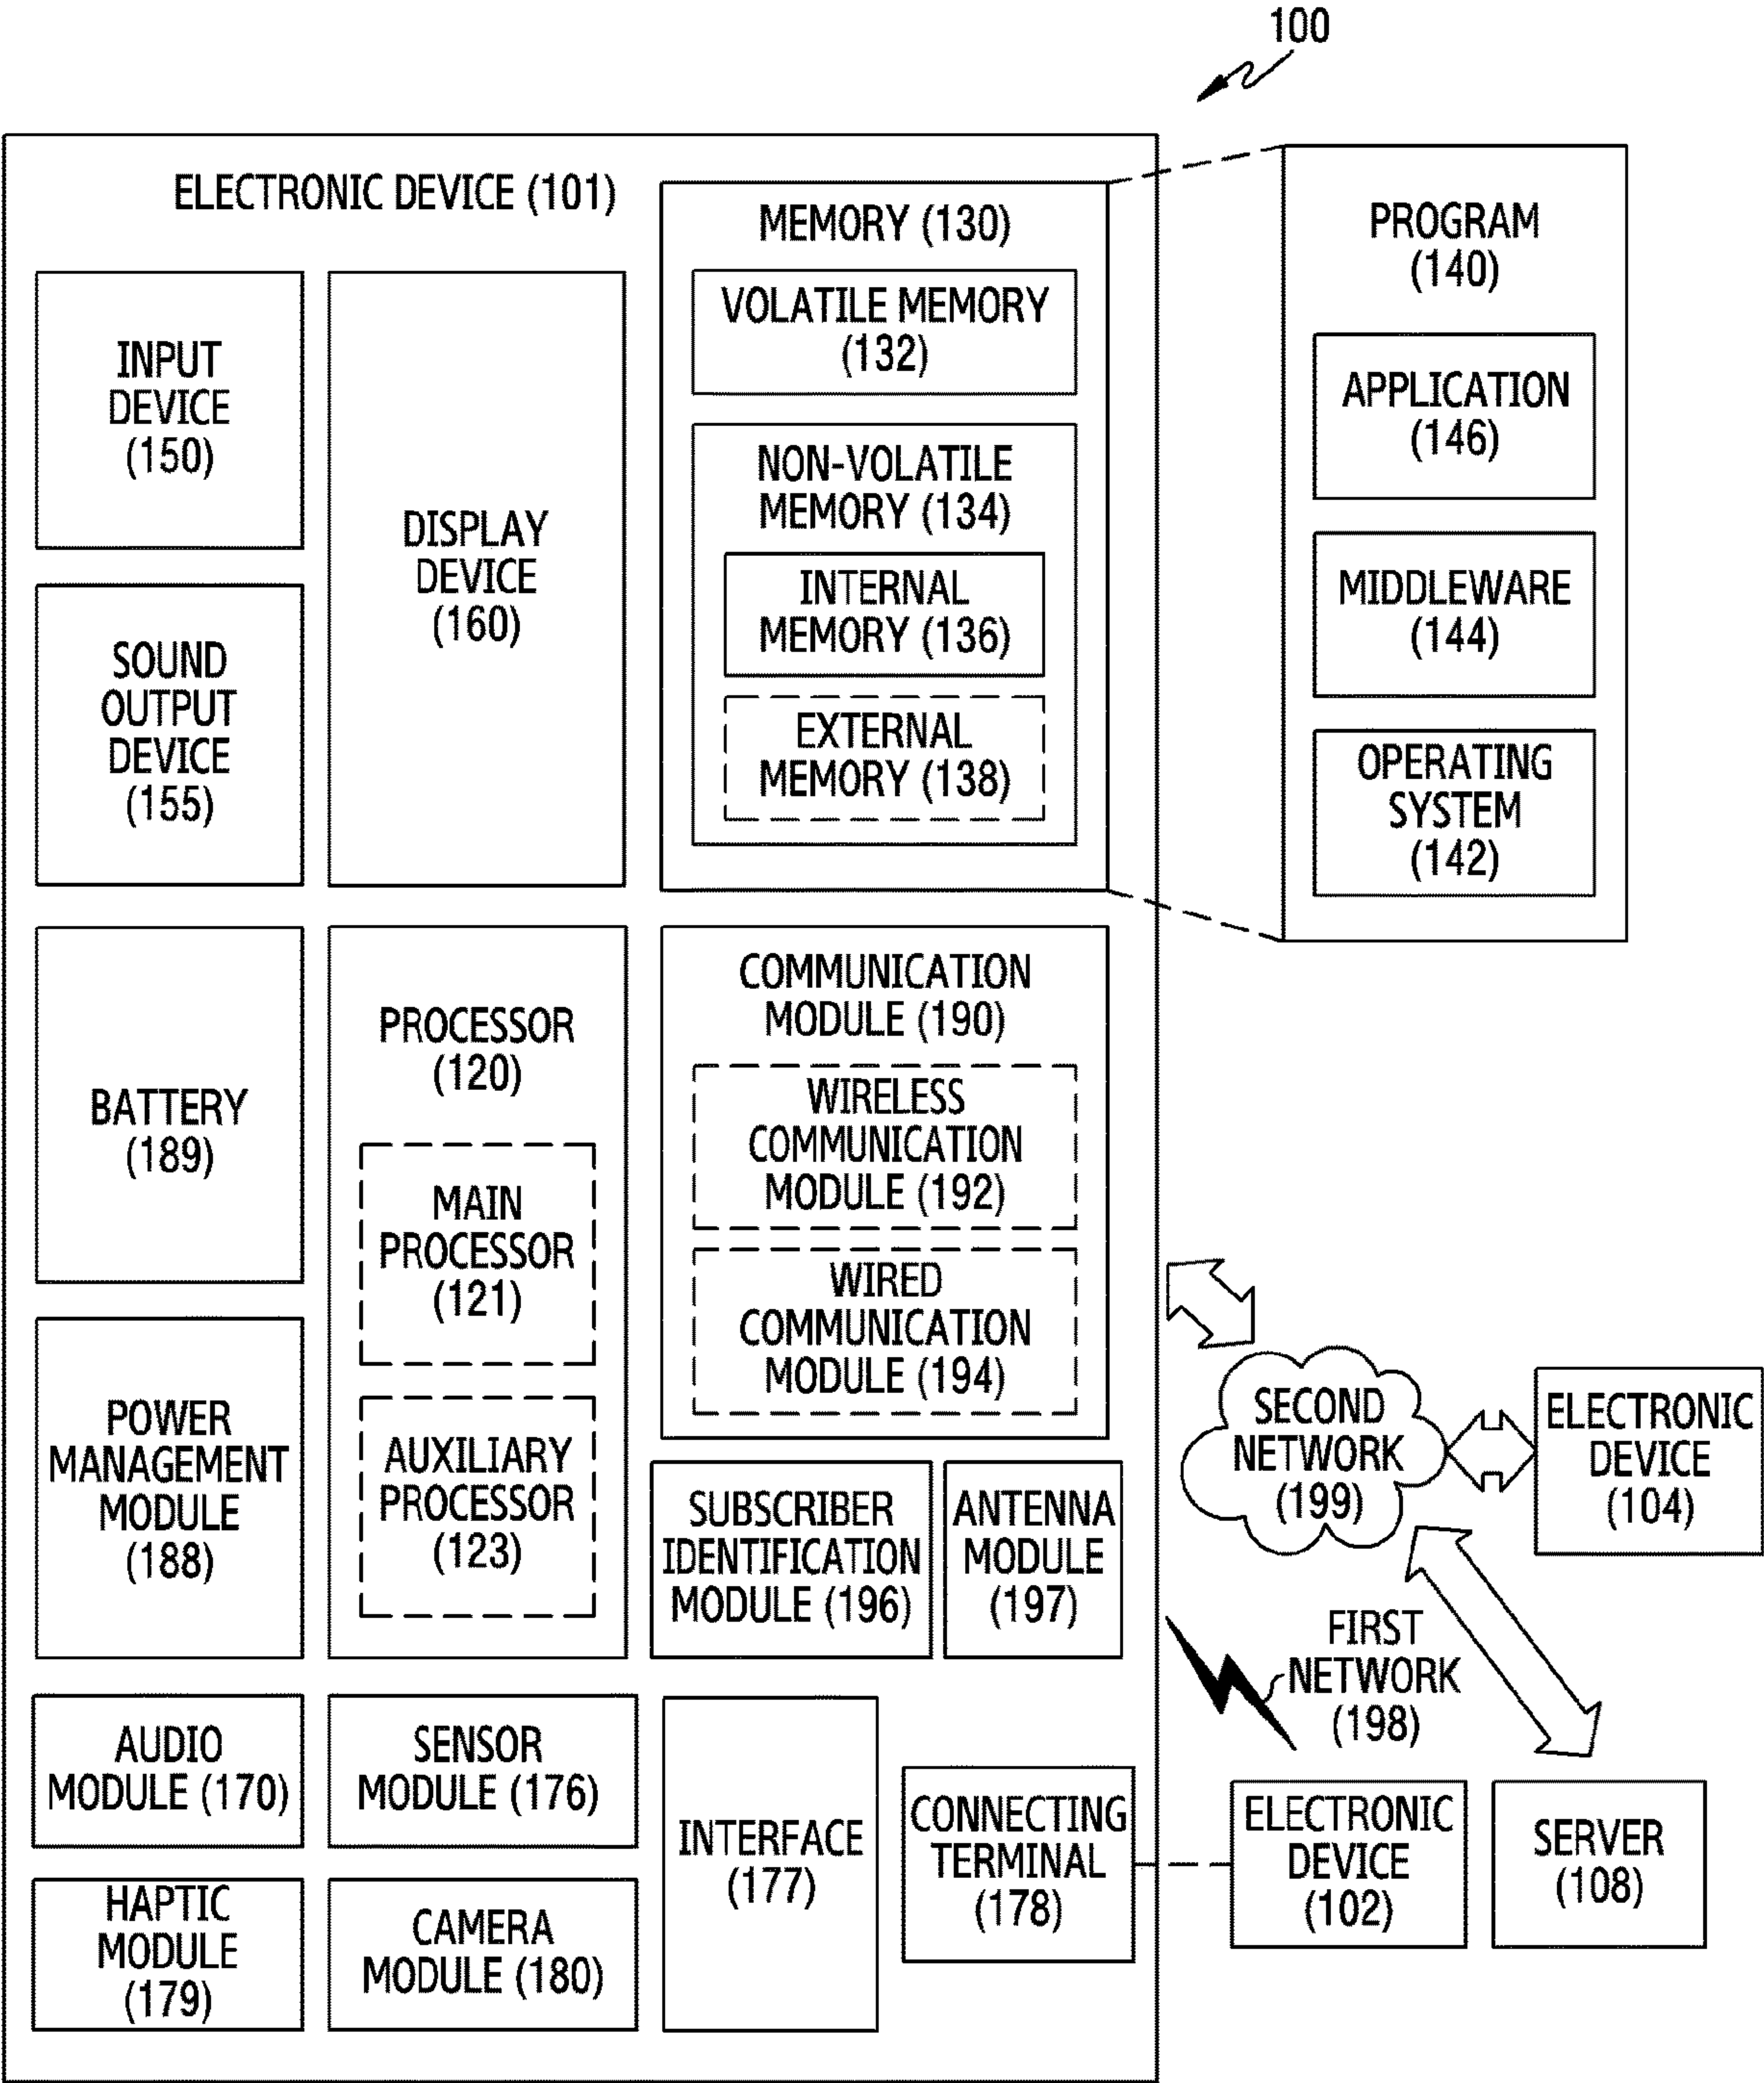 100
ELECTRONIC DEVICE (101)
INPUT
DEVICE
(150)
SOUND
OUTPUT
DEVICE
(155)
DISPLAY
DEVICE
(160)
MEMORY (130)
VOLATILE MEMORY
(132)
NON-VOLATILE
MEMORY (134)
INTERNAL
MEMORY (136)
EXTERNAL
MEMORY (138)
PROGRAM
(140)
APPLICATION
(146)
MIDDLEWARE
(144)
OPERATING
SYSTEM
(142)
BATTERY
(189)
POWER
MANAGEMENT
MODULE
(188)
PROCESSOR
(120)
MAIN
PROCESSOR
(121)
AUXILIARY
PROCESSOR
(123)
COMMUNICATION
MODULE (190)
WIRELESS
COMMUNICATION
MODULE (192)
WIRED
COMMUNICATION
MODULE (194)
SUBSCRIBER
IDENTIFICATION
MODULE (196)
ANTENNA
MODULE
(197)
SECOND
NETWORK
(199)
ELECTRONIC
DEVICE
(104)
FIRST
NETWORK
(198)
AUDIO
MODULE (170)
SENSOR
MODULE (176)
INTERFACE
(177)
CONNECTING
TERMINAL
(178)
ELECTRONIC
DEVICE
(102)
SERVER
(108)
HAPTIC
MODULE
(179)
CAMERA
MODULE (180)